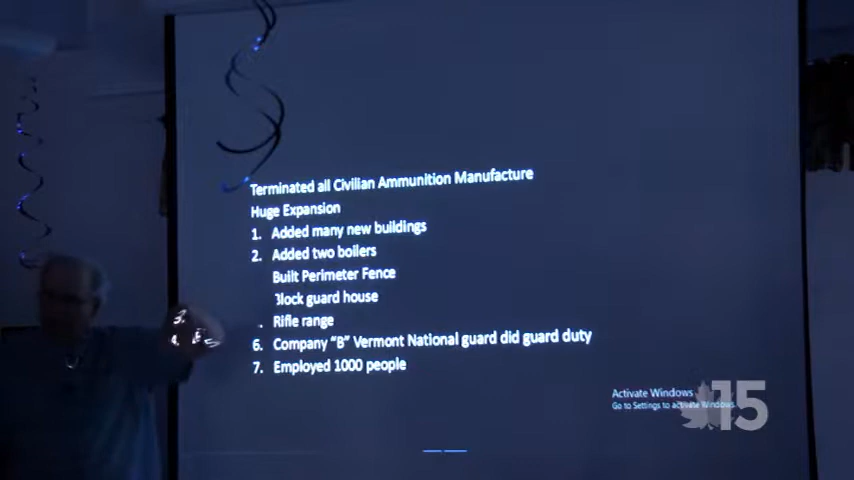 Terminated all Civilian Ammunition Manufacture
Huge Expansion
1. Added many new buildings
2. Added two boilers
Built Perimeter Fence
Block guard house
Rifle range
6. Company "B" Vermont National guard did guard duty
7. Employed 1000 people
Activate Windows
Go to Settings to activate Windows.
15